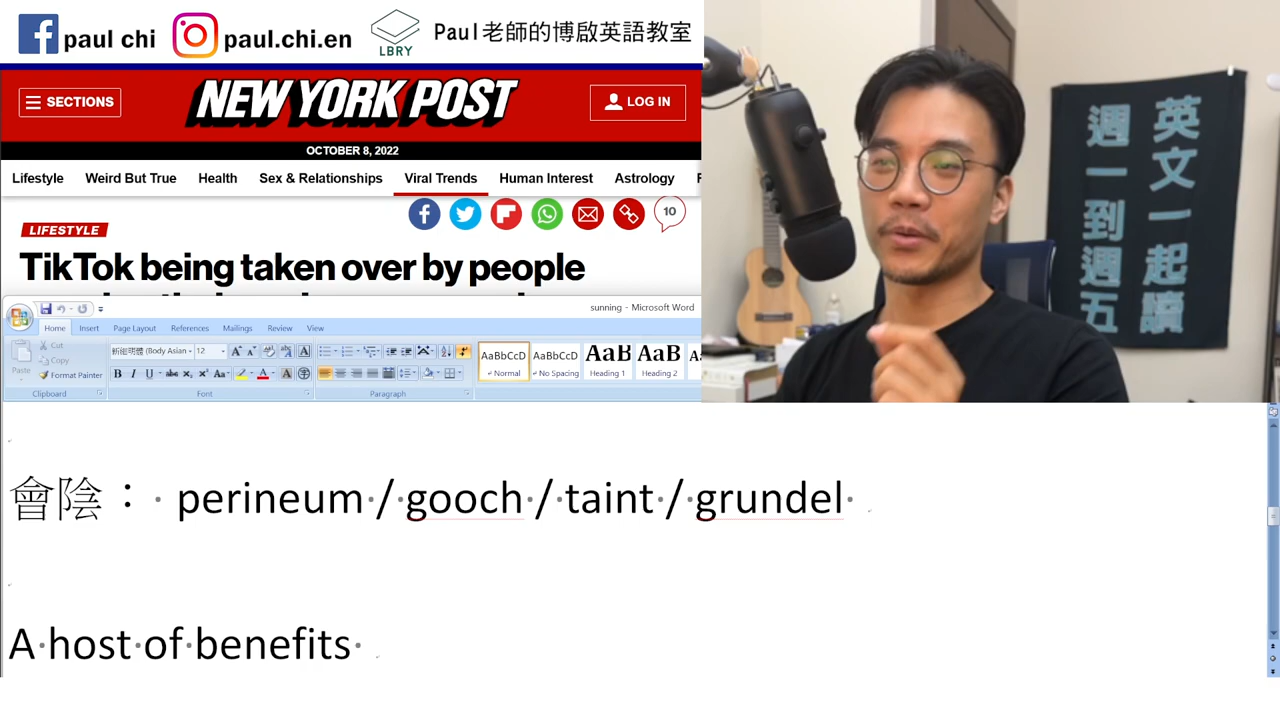 paul chi
paul.chi.en
LBRY
Paul老師的博啟英語教室
SECTIONS
NEW YORK POST
LOG IN
OCTOBER 8, 2022
Lifestyle Weird But True Health Sex & Relationships Viral Trends Human Interest Astrology
10
LIFESTYLE
TikTok being taken over by people
sunning - Microsoft Word
Home Insert Page Layout References Mailings Review View
Cut
Copy
Paste
Format Painter
Clipboard
新細明體 (Body Asian 12
Font
Paragraph
AaBbCcD AaBbCcD AaB AaB
Normal No Spacing Heading 1 Heading 2
英文一起讀
週一到週五
會陰： perineum / gooch / taint / grundel
A host of benefits